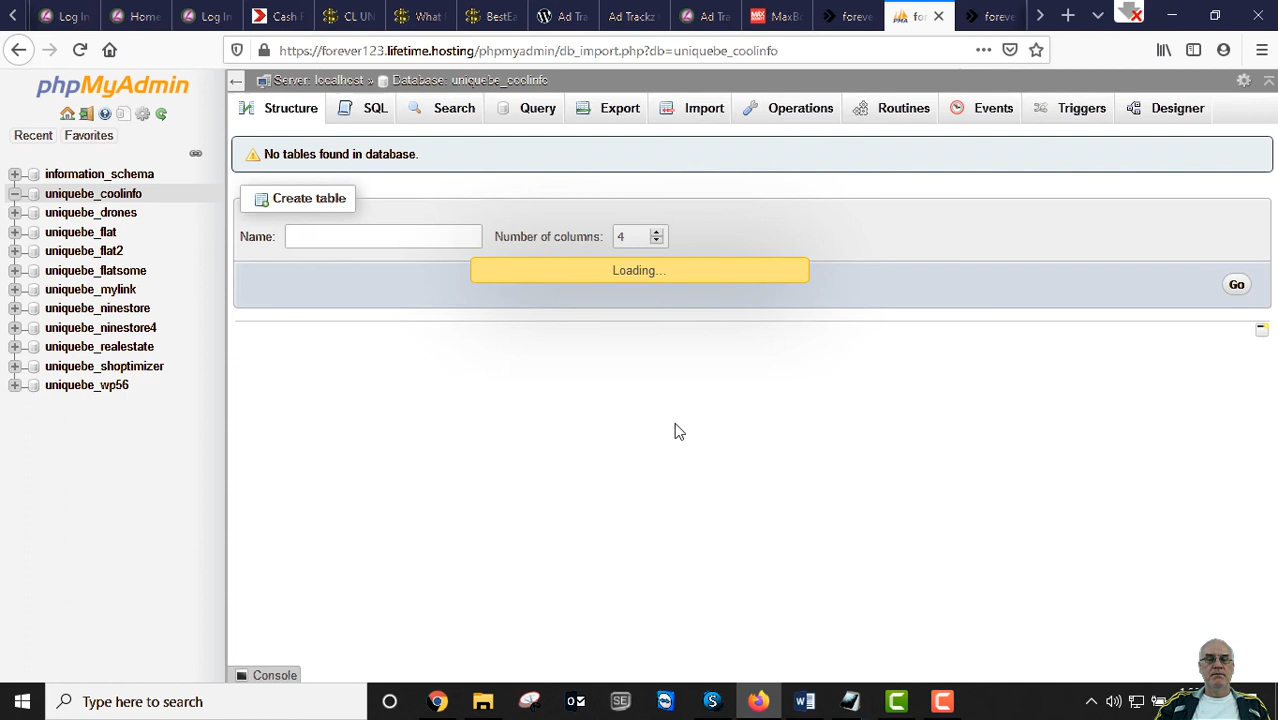 Log In
Home
Log In
Cash F
CL UN
What I
BestEa
Ad Tra
Ad Trackz
Ad Tra
MaxB
foreve
for
foreve
https://forever123.lifetime.hosting/phpmyadmin/db_import.php?db=uniquebe_coolinfo
phpMyAdmin
Recent
Favorites
information_schema
uniquebe_coolinfo
uniquebe_drones
uniquebe_flat
uniquebe_flat2
uniquebe_flatsome
uniquebe_mylink
uniquebe_ninestore
uniquebe_ninestore4
uniquebe_realestate
uniquebe_shoptimizer
uniquebe_wp56
Server: localhost » Database: uniquebe_coolinfo
Structure
SQL
Search
Query
Export
Import
Operations
Routines
Events
Triggers
Designer
No tables found in database.
Create table
Name:
Number of columns: 4
Loading...
Go
Console
Type here to search